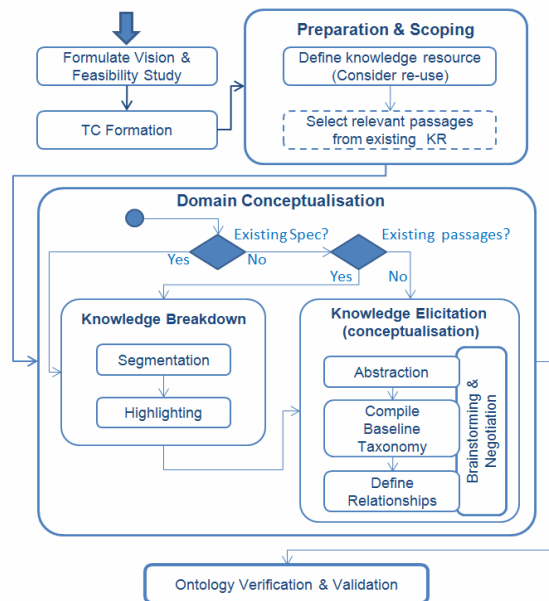 Preparation & Scoping
Formulate Vision &
Feasibility Study
Define knowledge resource
(Consider re-use)
TC Formation
Select relevant passages
from existing KR
Domain Conceptualisation
Existing Spec?
Existing passages?
Yes
No
Yes
No
Knowledge Breakdown
Segmentation
Highlighting
Knowledge Elicitation
(conceptualisation)
Abstraction
Compile
Baseline
Taxonomy
Define
Relationships
Brainstorming &
Negotiation
Ontology Verification & Validation